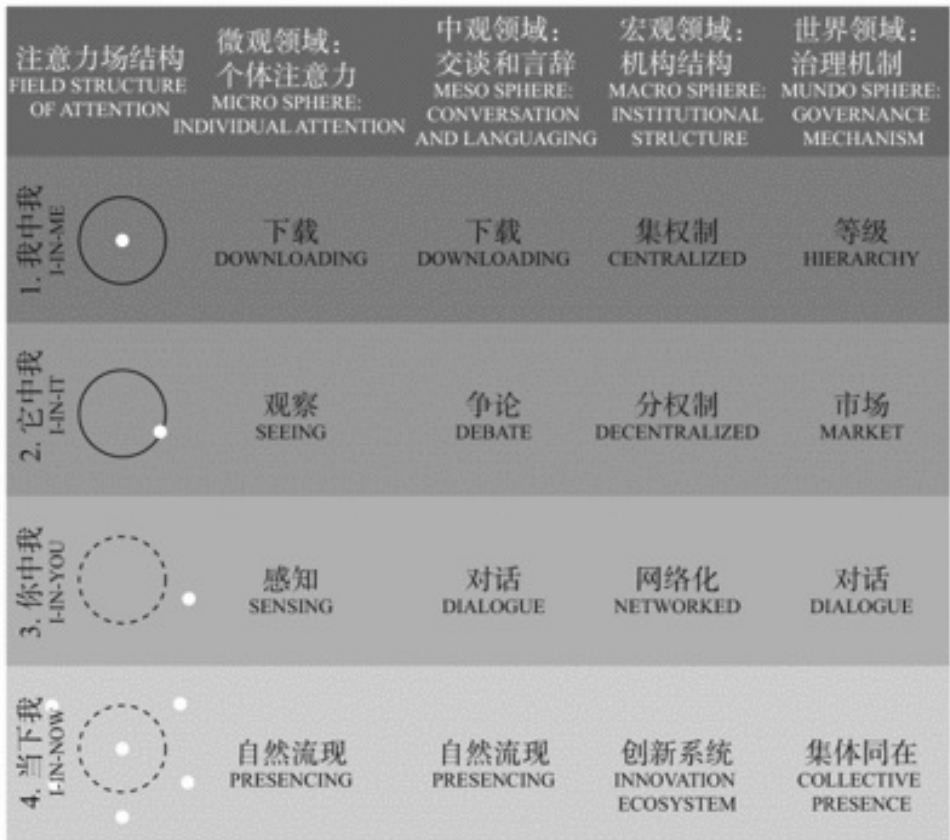 注意力场结构
FIELD STRUCTURE
OF ATTENTION
微观领域：
个体注意力
MICRO SPHERE:
INDIVIDUAL ATTENTION
中观领域：
交谈和言辞
MESO SPHERE:
CONVERSATION
AND LANGUAGING
宏观领域：
机构结构
MACRO SPHERE:
INSTITUTIONAL
STRUCTURE
世界领域：
治理机制
MUNDO SPHERE:
GOVERNANCE
MECHANISM
1. 我中我
I-IN-ME
下载
DOWNLOADING
下载
DOWNLOADING
集权制
CENTRALIZED
等级
HIERARCHY
2. 它中我
I-IN-IT
观察
SEEING
争论
DEBATE
分权制
DECENTRALIZED
市场
MARKET
3. 你中我
I-IN-YOU
感知
SENSING
对话
DIALOGUE
网络化
NETWORKED
对话
DIALOGUE
4. 当下我
I-IN-NOW
自然流现
PRESENCING
自然流现
PRESENCING
创新系统
INNOVATION
ECOSYSTEM
集体同在
COLLECTIVE
PRESENCE